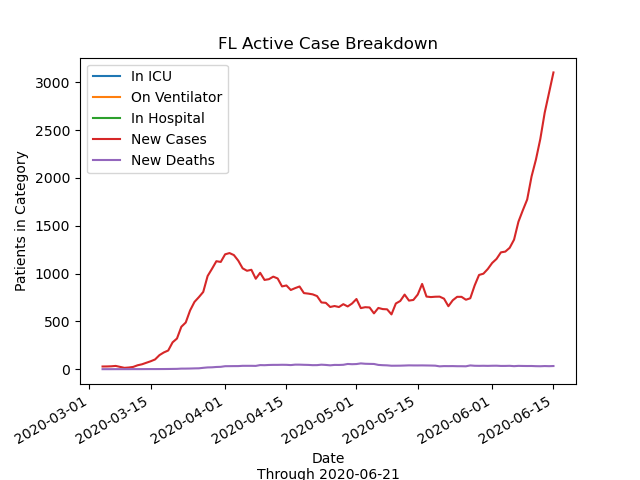 FL Active Case Breakdown
In ICU
On Ventilator
In Hospital
New Cases
New Deaths
Patients in Category
3000
2500
2000
1500
1000
500
0
2020-03-01
2020-03-15
2020-04-01
2020-04-15
2020-05-01
2020-05-15
2020-06-01
2020-06-15
Date
Through 2020-06-21